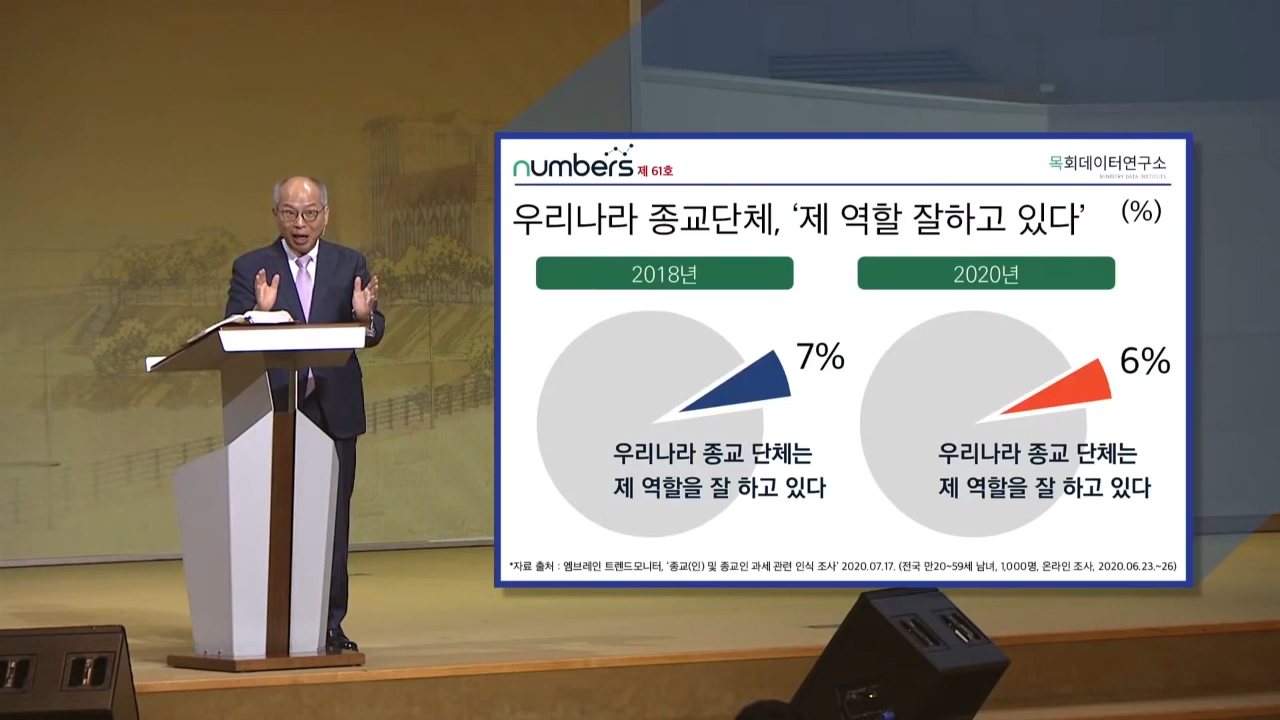 numbers 제 61호
목회데이터연구소
MINISTRY DATA INSTITUTE
우리나라 종교단체, ‘제 역할 잘하고 있다’ (%)
2018년
2020년
7%
6%
우리나라 종교 단체는
제 역할을 잘 하고 있다
우리나라 종교 단체는
제 역할을 잘 하고 있다
*자료 출처 : 엠브레인 트렌드모니터, ‘종교(인) 및 종교인 과세 관련 인식 조사’ 2020.07.17. (전국 만20~59세 남녀, 1,000명, 온라인 조사, 2020.06.23.~26)